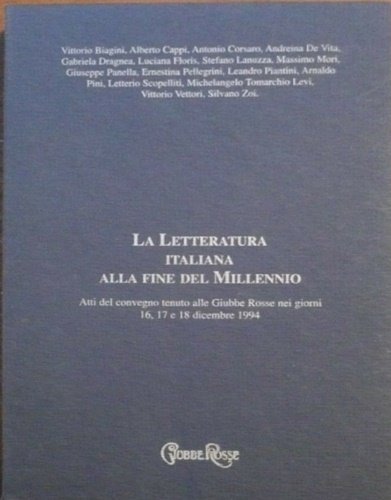 Vittorio Biagini, Alberto Cappi, Antonio Corsaro, Andreina De Vita,
Gabriela Dragnea, Luciana Floris, Stefano Lanuzza, Massimo Mori,
Giuseppe Panella, Ernestina Pellegrini, Leandro Piantini, Arnaldo
Pini, Letterio Scopelliti, Michelangelo Tomarchio Levi,
Vittorio Vettori, Silvano Zoi.
LA LETTERATURA
ITALIANA
ALLA FINE DEL MILLENNIO
Atti del convegno tenuto alle Giubbe Rosse nei giorni
16, 17 e 18 dicembre 1994
GIUBBE ROSSE